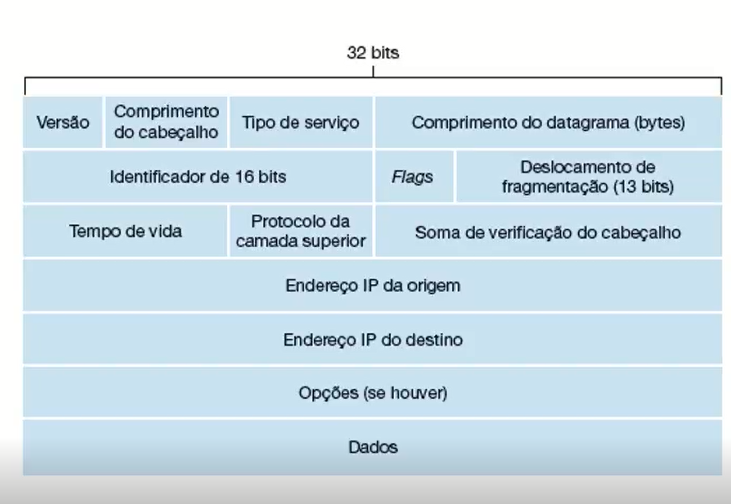 32 bits
Versão
Comprimento
do cabeçalho
Tipo de serviço
Comprimento do datagrama (bytes)
Identificador de 16 bits
Flags
Deslocamento de
fragmentação (13 bits)
Tempo de vida
Protocolo da
camada superior
Soma de verificação do cabeçalho
Endereço IP da origem
Endereço IP do destino
Opções (se houver)
Dados